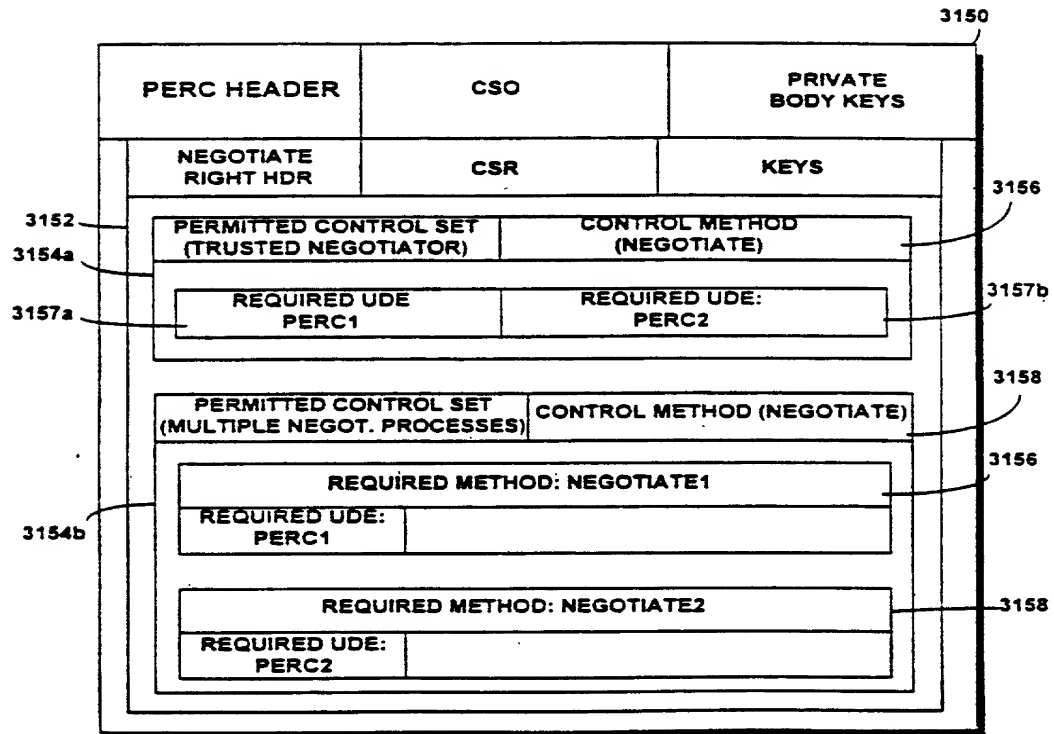 3150
PERC HEADER
CSO
PRIVATE
BODY KEYS
NEGOTIATE
RIGHT HDR
CSR
KEYS
3156
3152
PERMITTED CONTROL SET
(TRUSTED NEGOTIATOR)
CONTROL METHOD
(NEGOTIATE)
3154a
3157a
REQUIRED UDE
PERC1
REQUIRED UDE:
PERC2
3157b
3158
PERMITTED CONTROL SET
(MULTIPLE NEGOT. PROCESSES)
CONTROL METHOD (NEGOTIATE)
3156
REQUIRED METHOD: NEGOTIATE1
REQUIRED UDE:
PERC1
3154b
REQUIRED METHOD: NEGOTIATE2
3158
REQUIRED UDE:
PERC2